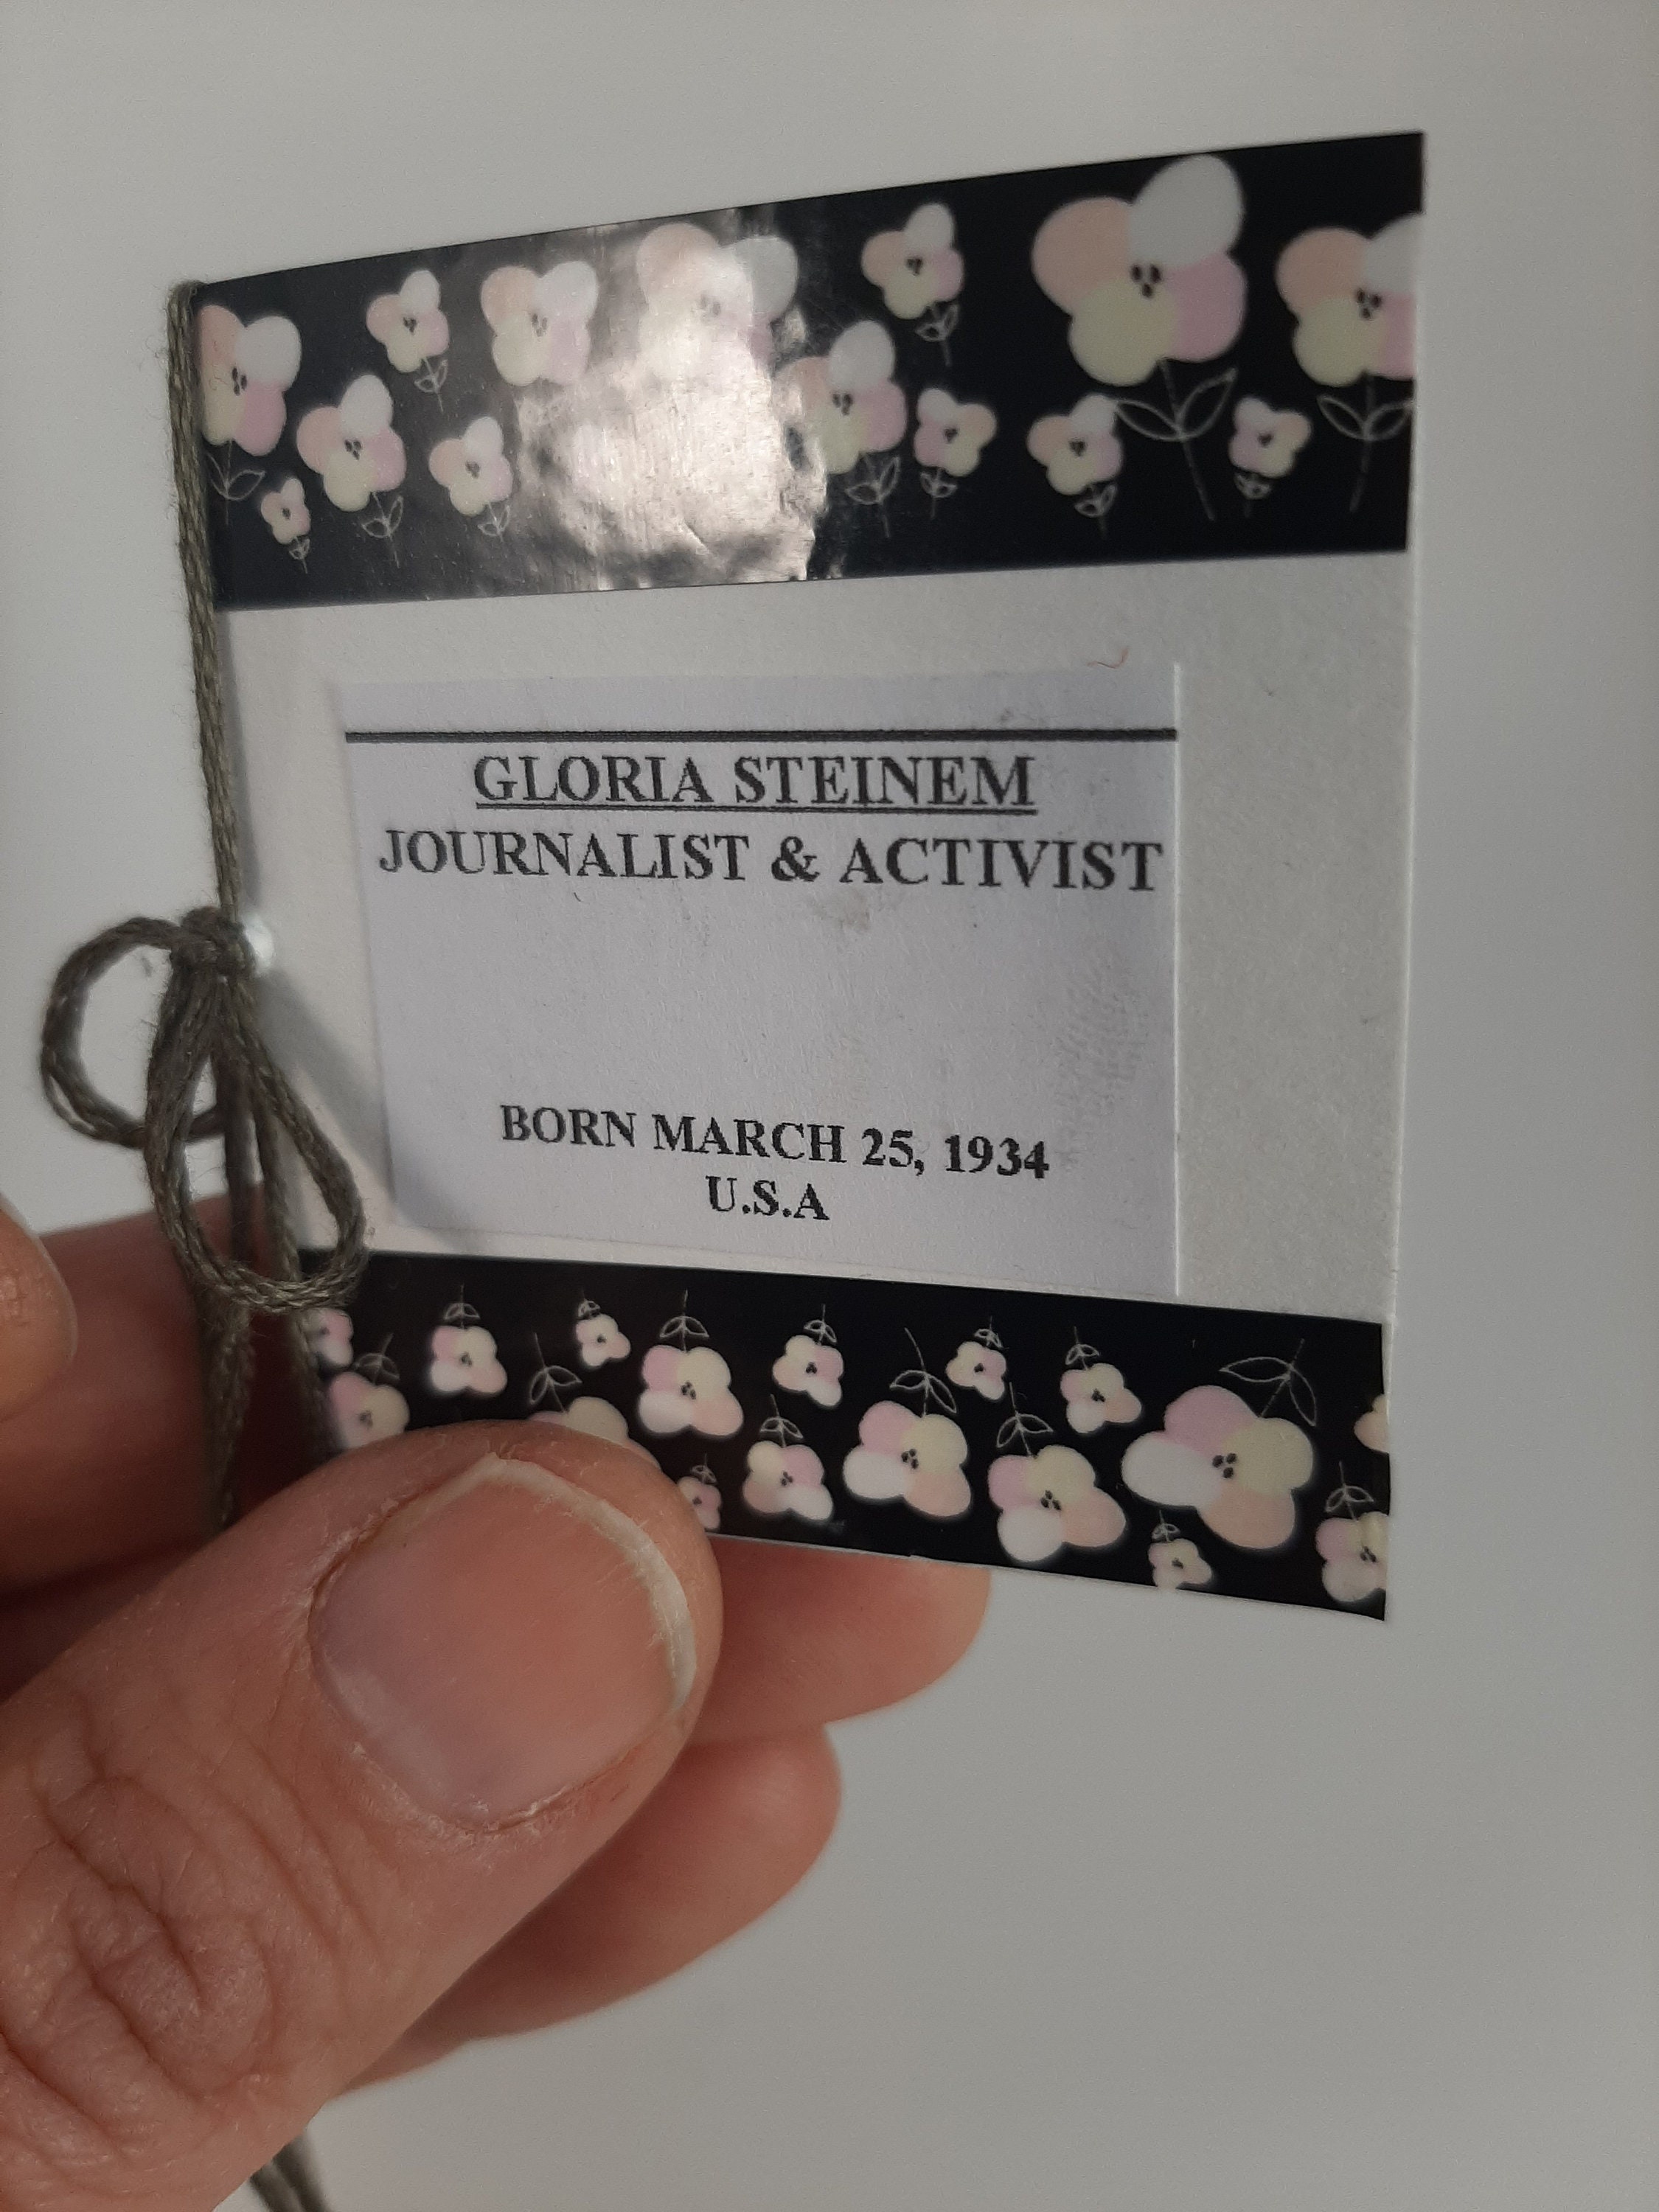 GLORIA STEINEM
JOURNALIST & ACTIVIST
BORN MARCH 25, 1934
U.S.A